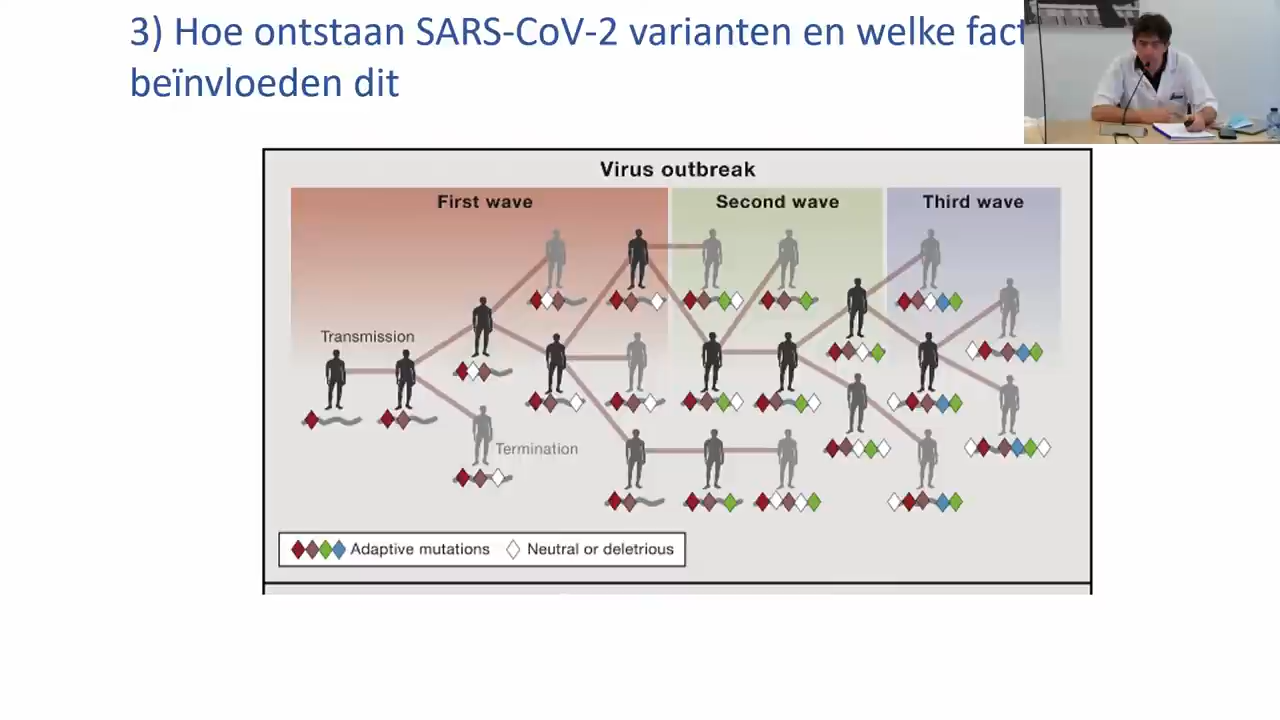 3) Hoe ontstaan SARS-CoV-2 varianten en welke fact
beïnvloeden dit
Virus outbreak
First wave
Second wave
Third wave
Transmission
Termination
Adaptive mutations
Neutral or deletrious